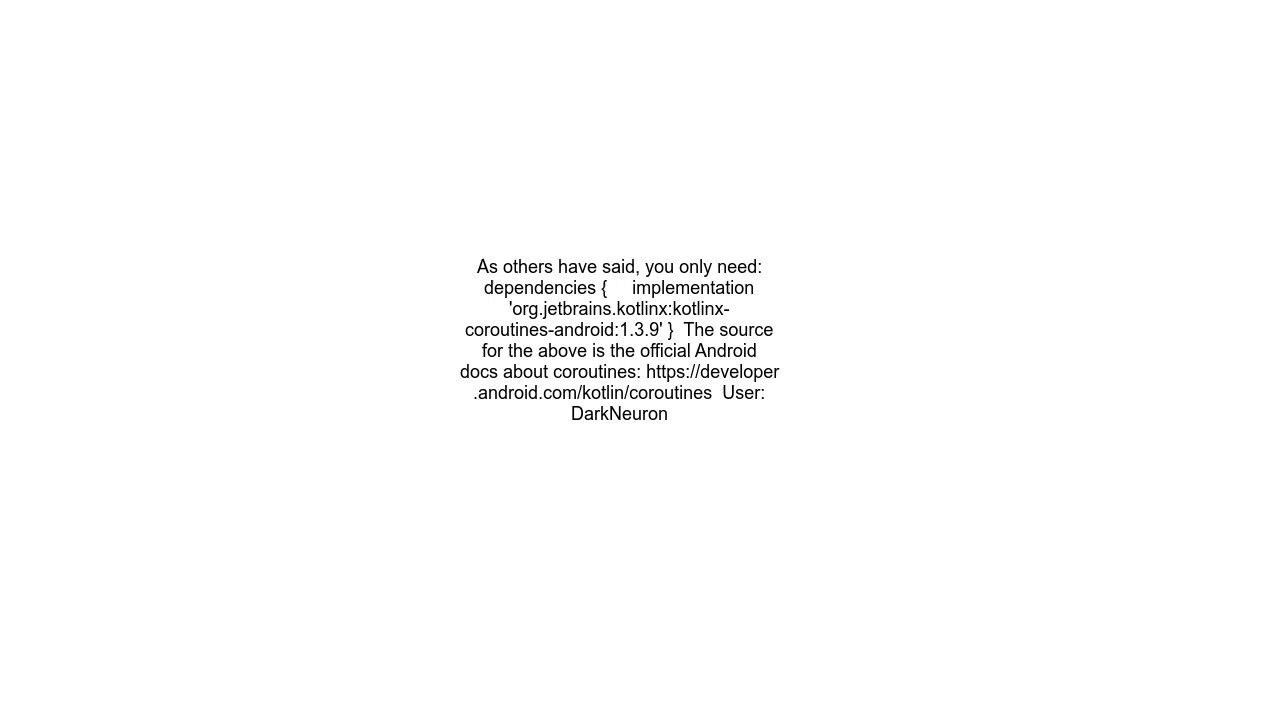 As others have said, you only need:
dependencies {     implementation
'org.jetbrains.kotlinx:kotlinx-
coroutines-android:1.3.9' }  The source
for the above is the official Android
docs about coroutines: https://developer
.android.com/kotlin/coroutines  User:
DarkNeuron